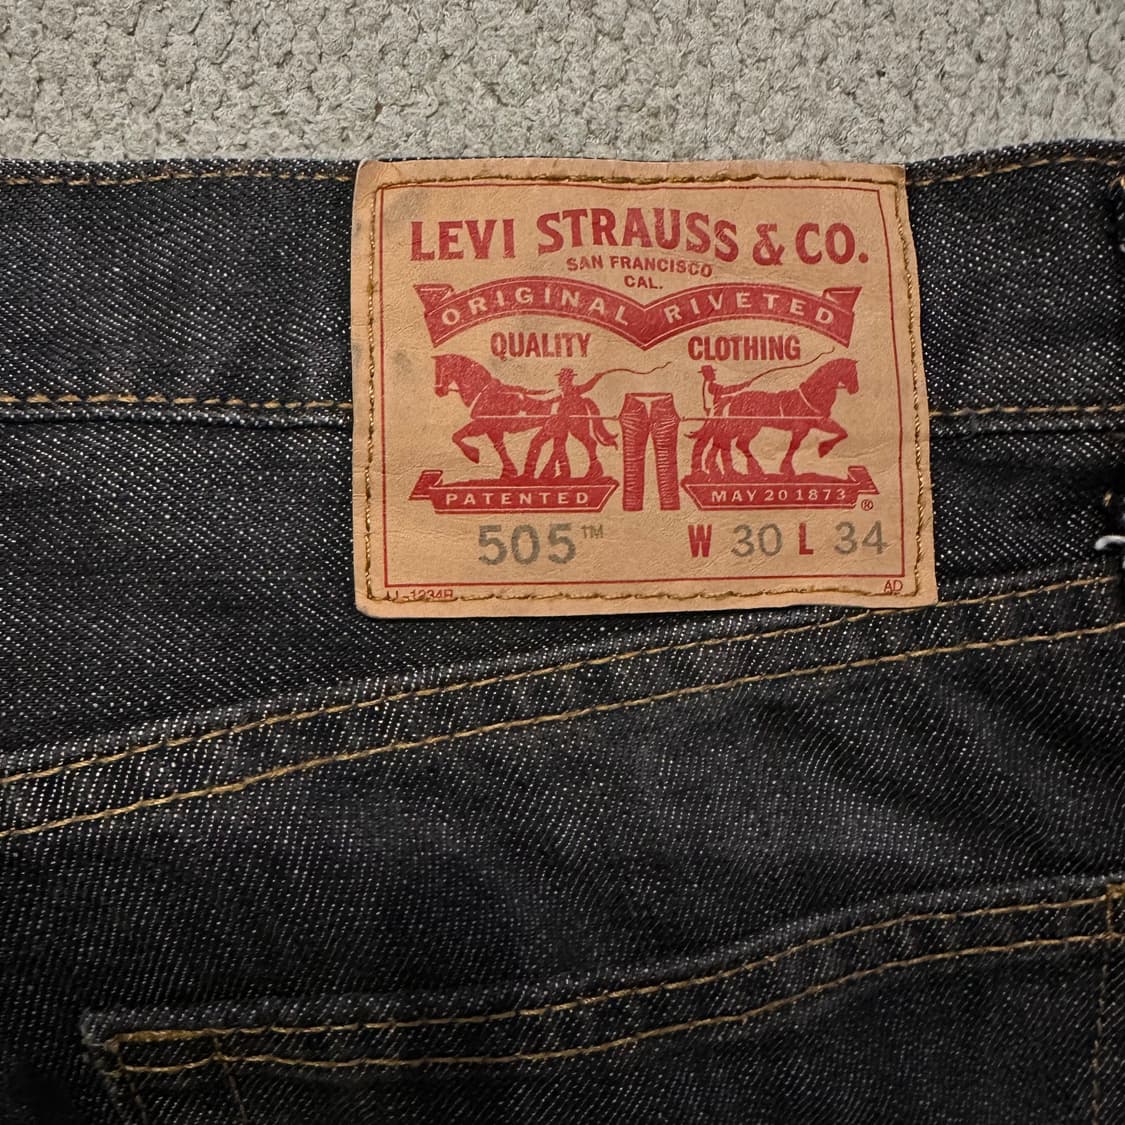 LEVI STRAUSS & CO.
SAN FRANCISCO
CAL.
ORIGINAL RIVETED
QUALITY CLOTHING
PATENTED MAY 20 1873 ®
505™ W 30 L 34
AD